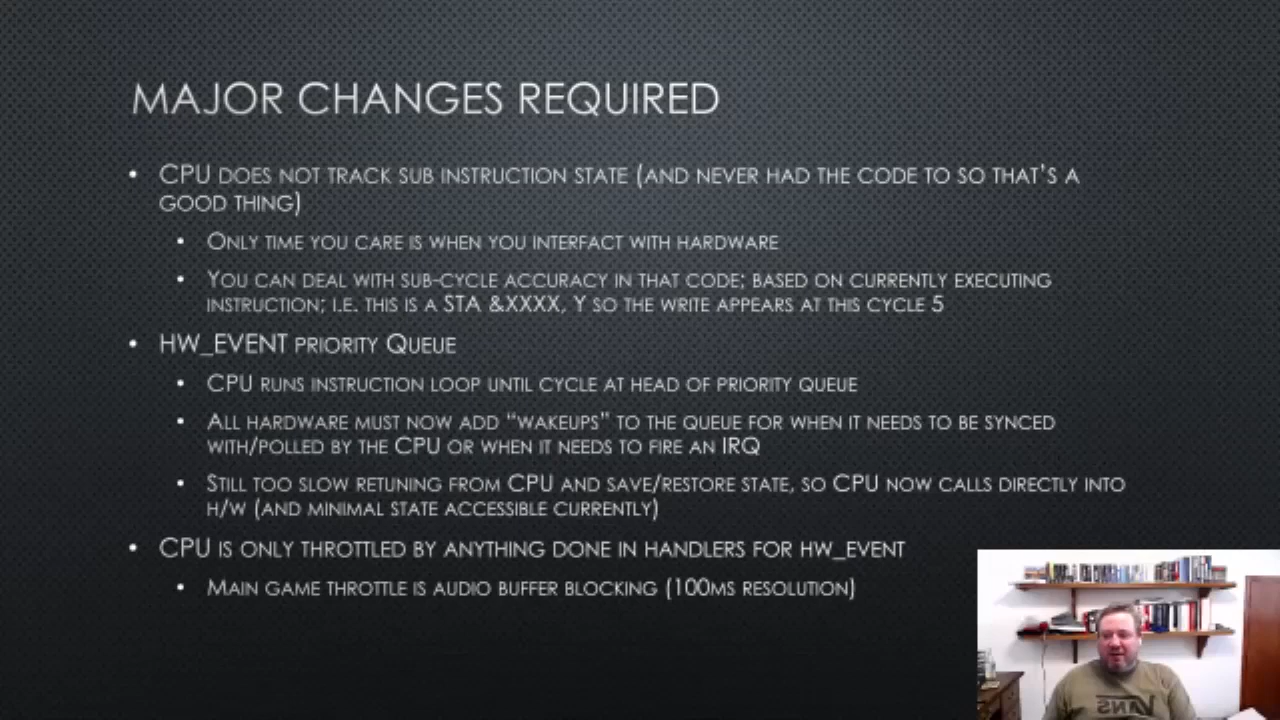 MAJOR CHANGES REQUIRED
• CPU DOES NOT TRACK SUB INSTRUCTION STATE (AND NEVER HAD THE CODE TO SO THAT'S A
GOOD THING)
• ONLY TIME YOU CARE IS WHEN YOU INTERFACT WITH HARDWARE
• YOU CAN DEAL WITH SUB-CYCLE ACCURACY IN THAT CODE; BASED ON CURRENTLY EXECUTING
INSTRUCTION; I.E. THIS IS A STA &XXXX, Y SO THE WRITE APPEARS AT THIS CYCLE 5
• HW_EVENT PRIORITY QUEUE
• CPU RUNS INSTRUCTION LOOP UNTIL CYCLE AT HEAD OF PRIORITY QUEUE
• ALL HARDWARE MUST NOW ADD “WAKEUPS” TO THE QUEUE FOR WHEN IT NEEDS TO BE SYNCED
WITH/POLLED BY THE CPU OR WHEN IT NEEDS TO FIRE AN IRQ
• STILL TOO SLOW RETUNING FROM CPU AND SAVE/RESTORE STATE, SO CPU NOW CALLS DIRECTLY INTO
H/W (AND MINIMAL STATE ACCESSIBLE CURRENTLY)
• CPU IS ONLY THROTTLED BY ANYTHING DONE IN HANDLERS FOR HW_EVENT
• MAIN GAME THROTTLE IS AUDIO BUFFER BLOCKING (100MS RESOLUTION)
VANS